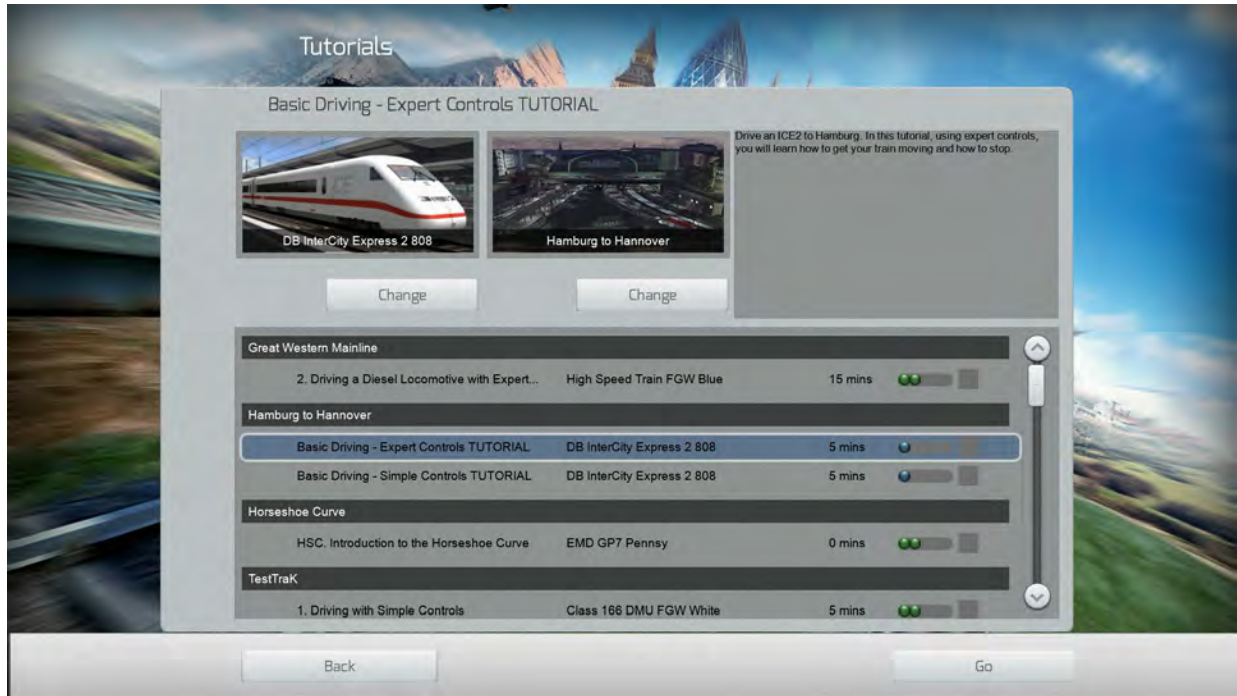 Tutorials
Basic Driving - Expert Controls TUTORIAL
DB InterCity Express 2 808
Hamburg to Hannover
Drive an ICE2 to Hamburg. In this tutorial, using expert controls,
you will learn how to get your train moving and how to stop.
Change
Change
Great Western Mainline
2. Driving a Diesel Locomotive with Expert... High Speed Train FGW Blue 15 mins
Hamburg to Hannover
Basic Driving - Expert Controls TUTORIAL DB InterCity Express 2 808 5 mins
Basic Driving - Simple Controls TUTORIAL DB InterCity Express 2 808 5 mins
Horseshoe Curve
HSC. Introduction to the Horseshoe Curve EMD GP7 Pennsy 0 mins
TestTraK
1. Driving with Simple Controls Class 166 DMU FGW White 5 mins
Back
Go